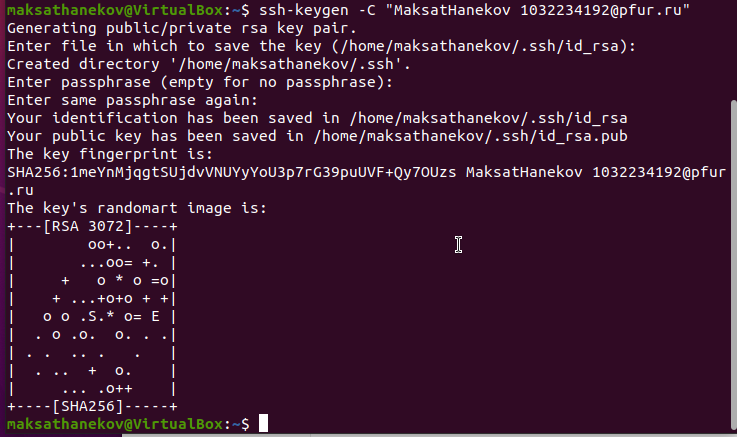 maksathanekov@VirtualBox:~$ ssh-keygen -C "MaksatHanekov 1032234192@pfur.ru"
Generating public/private rsa key pair.
Enter file in which to save the key (/home/maksathanekov/.ssh/id_rsa):
Created directory '/home/maksathanekov/.ssh'.
Enter passphrase (empty for no passphrase):
Enter same passphrase again:
Your identification has been saved in /home/maksathanekov/.ssh/id_rsa
Your public key has been saved in /home/maksathanekov/.ssh/id_rsa.pub
The key fingerprint is:
SHA256:1meYnMjqgtSUjdvVNUYyYoU3p7rG39puUVF+Qy7OUzs MaksatHanekov 1032234192@pfur
.ru
The key's randomart image is:
+---[RSA 3072]----+
|        oo+..  o.|
|       ...oo= +. |
|     +   o * o =o|
|    + ...+o+o + +|
|   o o .S.* o= E |
|  . o .o.  o. . .|
| . .  .. .   .   |
|  . ..  +  o.    |
|     ... .o++    |
+----[SHA256]-----+
maksathanekov@VirtualBox:~$